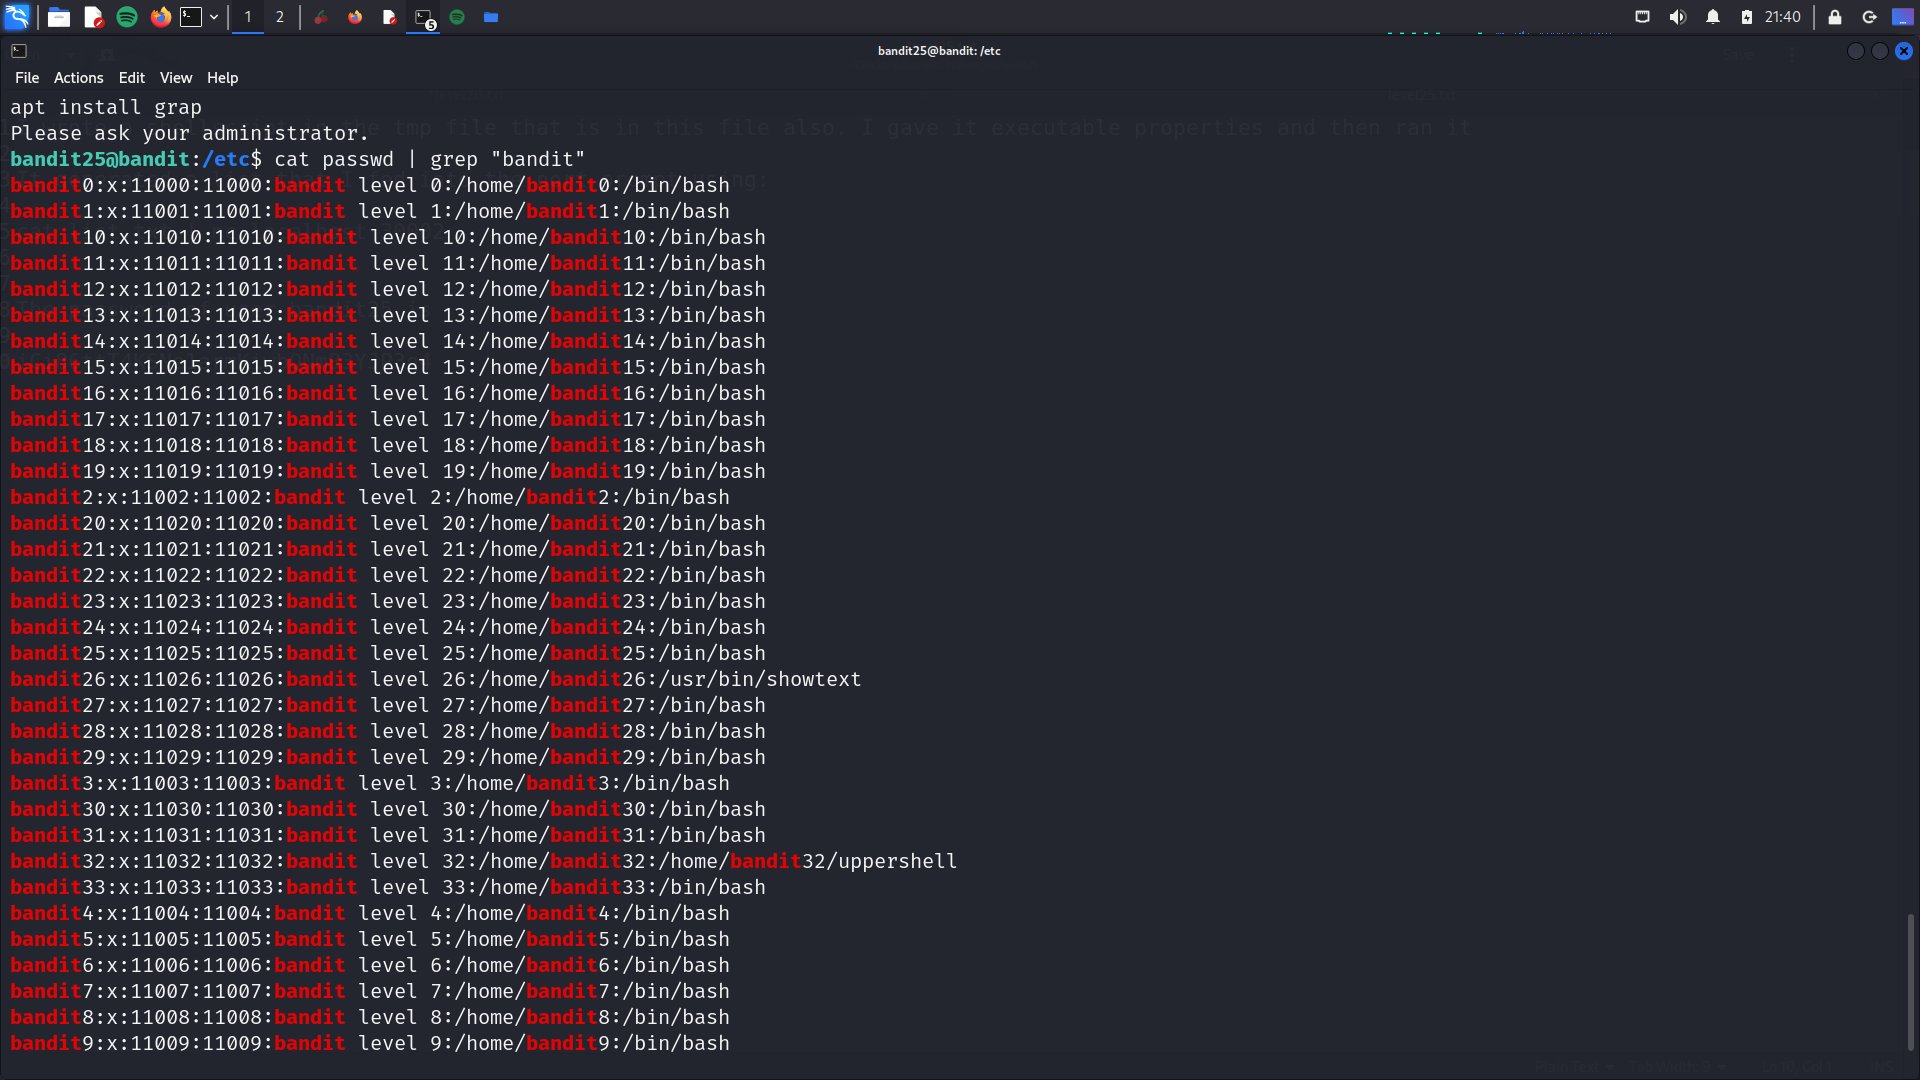 1 2 5 21:40
bandit25@bandit: /etc
File Actions Edit View Help
apt install grap
Please ask your administrator.
bandit25@bandit:/etc$ cat passwd | grep "bandit"
bandit0:x:11000:11000:bandit level 0:/home/bandit0:/bin/bash
bandit1:x:11001:11001:bandit level 1:/home/bandit1:/bin/bash
bandit10:x:11010:11010:bandit level 10:/home/bandit10:/bin/bash
bandit11:x:11011:11011:bandit level 11:/home/bandit11:/bin/bash
bandit12:x:11012:11012:bandit level 12:/home/bandit12:/bin/bash
bandit13:x:11013:11013:bandit level 13:/home/bandit13:/bin/bash
bandit14:x:11014:11014:bandit level 14:/home/bandit14:/bin/bash
bandit15:x:11015:11015:bandit level 15:/home/bandit15:/bin/bash
bandit16:x:11016:11016:bandit level 16:/home/bandit16:/bin/bash
bandit17:x:11017:11017:bandit level 17:/home/bandit17:/bin/bash
bandit18:x:11018:11018:bandit level 18:/home/bandit18:/bin/bash
bandit19:x:11019:11019:bandit level 19:/home/bandit19:/bin/bash
bandit2:x:11002:11002:bandit level 2:/home/bandit2:/bin/bash
bandit20:x:11020:11020:bandit level 20:/home/bandit20:/bin/bash
bandit21:x:11021:11021:bandit level 21:/home/bandit21:/bin/bash
bandit22:x:11022:11022:bandit level 22:/home/bandit22:/bin/bash
bandit23:x:11023:11023:bandit level 23:/home/bandit23:/bin/bash
bandit24:x:11024:11024:bandit level 24:/home/bandit24:/bin/bash
bandit25:x:11025:11025:bandit level 25:/home/bandit25:/bin/bash
bandit26:x:11026:11026:bandit level 26:/home/bandit26:/usr/bin/showtext
bandit27:x:11027:11027:bandit level 27:/home/bandit27:/bin/bash
bandit28:x:11028:11028:bandit level 28:/home/bandit28:/bin/bash
bandit29:x:11029:11029:bandit level 29:/home/bandit29:/bin/bash
bandit3:x:11003:11003:bandit level 3:/home/bandit3:/bin/bash
bandit30:x:11030:11030:bandit level 30:/home/bandit30:/bin/bash
bandit31:x:11031:11031:bandit level 31:/home/bandit31:/bin/bash
bandit32:x:11032:11032:bandit level 32:/home/bandit32:/home/bandit32/uppershell
bandit33:x:11033:11033:bandit level 33:/home/bandit33:/bin/bash
bandit4:x:11004:11004:bandit level 4:/home/bandit4:/bin/bash
bandit5:x:11005:11005:bandit level 5:/home/bandit5:/bin/bash
bandit6:x:11006:11006:bandit level 6:/home/bandit6:/bin/bash
bandit7:x:11007:11007:bandit level 7:/home/bandit7:/bin/bash
bandit8:x:11008:11008:bandit level 8:/home/bandit8:/bin/bash
bandit9:x:11009:11009:bandit level 9:/home/bandit9:/bin/bash